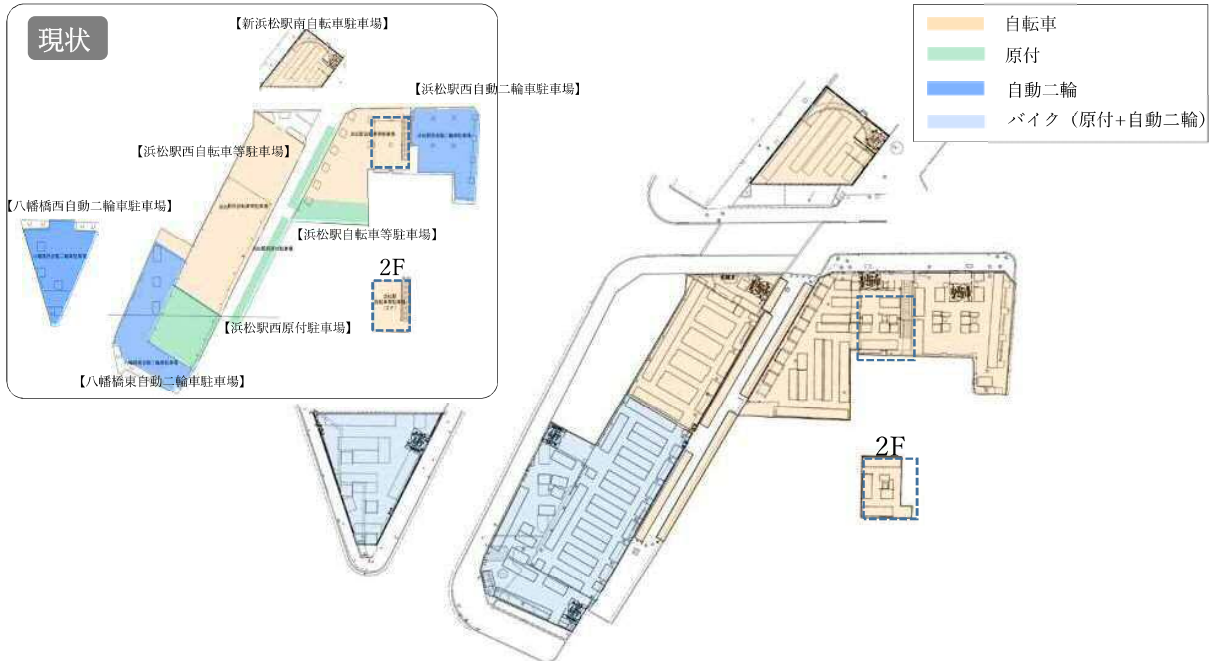 現状
【新浜松駅南自転車駐車場】
【浜松駅西自動二輪車駐車場】
【浜松駅西自転車等駐車場】
【八幡橋西自動二輪車駐車場】
【浜松駅自転車等駐車場】
2F
【浜松駅西原付駐車場】
【八幡橋東自動二輪車駐車場】
自転車
原付
自動二輪
バイク（原付+自動二輪）
2F